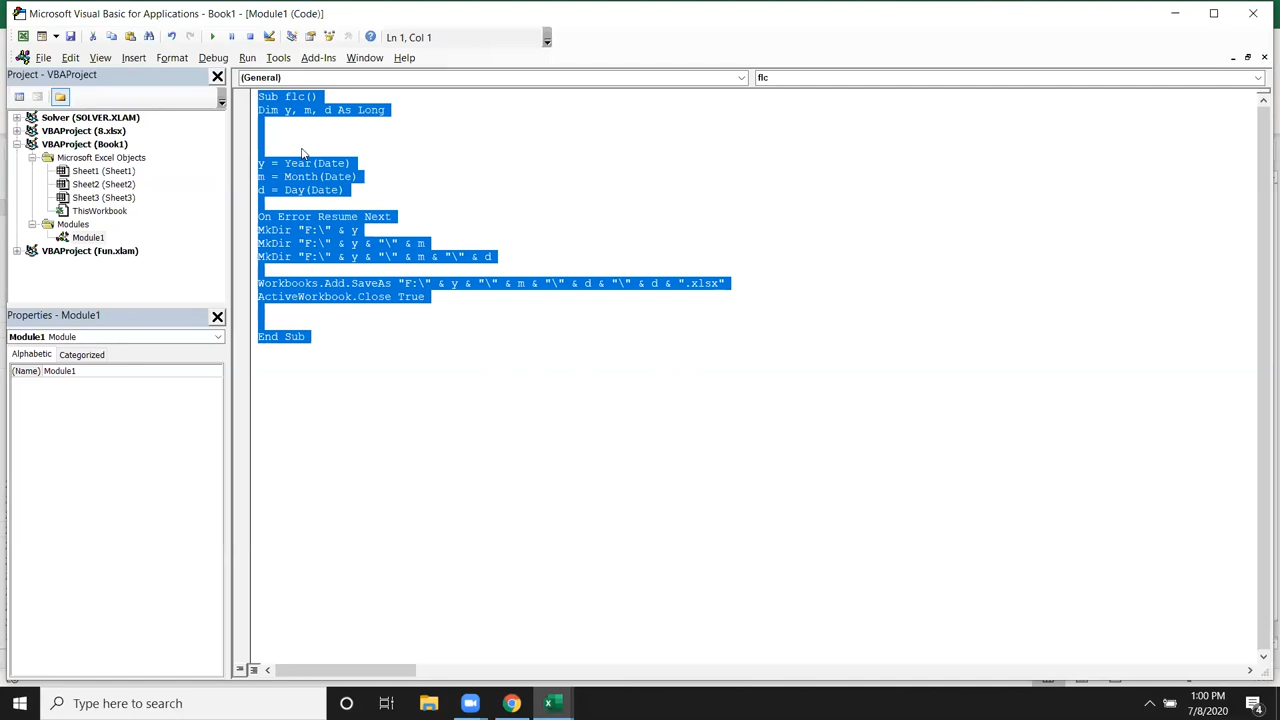 Microsoft Visual Basic for Applications - Book1 - [Module1 (Code)]
Ln 1, Col 1
File Edit View Insert Format Debug Run Tools Add-Ins Window Help
Project - VBAProject
(General)
flc
Solver (SOLVER.XLAM)
VBAProject (8.xlsx)
VBAProject (Book1)
Microsoft Excel Objects
Sheet1 (Sheet1)
Sheet2 (Sheet2)
Sheet3 (Sheet3)
ThisWorkbook
Modules
Module1
VBAProject (Fun.xlam)
Properties - Module1
Module1 Module
Alphabetic Categorized
(Name) Module1
Sub flc()
Dim y, m, d As Long
y = Year(Date)
m = Month(Date)
d = Day(Date)
On Error Resume Next
MkDir "F:\" & y
MkDir "F:\" & y & "\" & m
MkDir "F:\" & y & "\" & m & "\" & d
Workbooks.Add.SaveAs "F:\" & y & "\" & m & "\" & d & "\" & d & ".xlsx"
ActiveWorkbook.Close True
End Sub
Type here to search
1:00 PM
7/8/2020
4